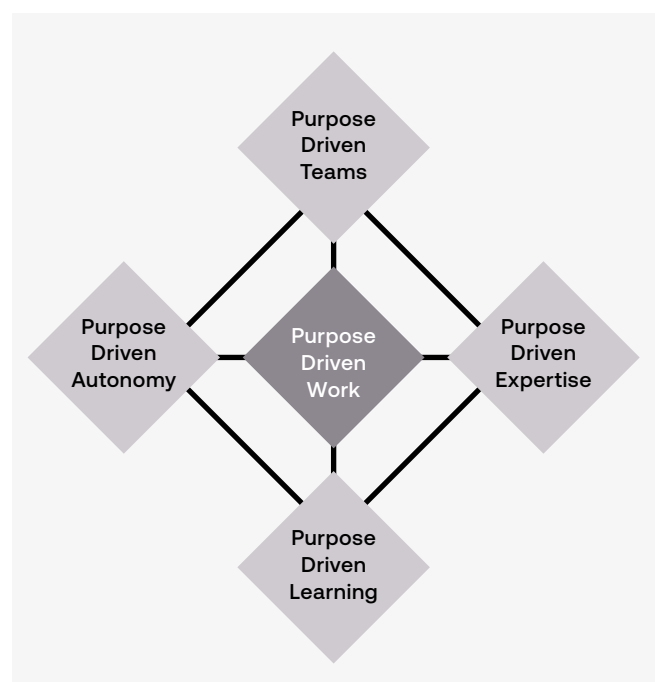 Purpose
Driven
Teams
Purpose
Driven
Autonomy
Purpose
Driven
Work
Purpose
Driven
Expertise
Purpose
Driven
Learning